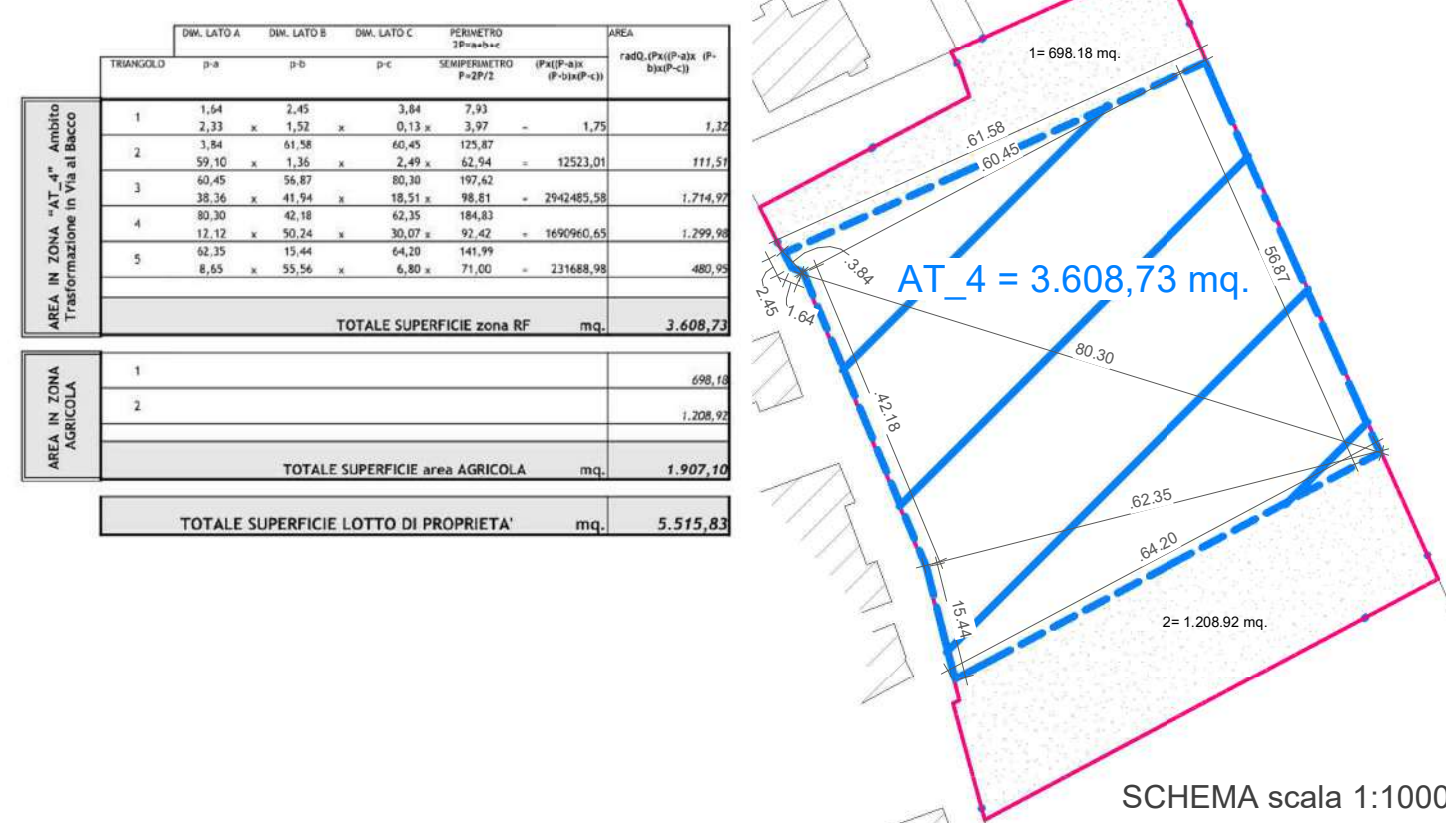 DIM. LATO A DIM. LATO B DIM. LATO C PERIMETRO AREA
2P=a+b+c
TRIANGOLO p-a p-b p-c SEMIPERIMETRO (Px((P-a)x radQ.(Px((P-a)x (P-
P=2P/2 (P-b)x(P-c)) b)x(P-c))
AREA IN ZONA "AT_4" Ambito
Trasformazione in Via al Bacco
1 1,64 2,45 3,84 7,93
2,33 x 1,52 x 0,13 x 3,97 = 1,75 1,32
2 3,84 61,58 60,45 125,87
59,10 x 1,36 x 2,49 x 62,94 = 12523,01 111,51
3 60,45 56,87 80,30 197,62
38,36 x 41,94 x 18,51 x 98,81 = 2942485,58 1.714,97
4 80,30 42,18 62,35 184,83
12,12 x 50,24 x 30,07 x 92,42 = 1690960,65 1.299,98
5 62,35 15,44 64,20 141,99
8,65 x 55,56 x 6,80 x 71,00 = 231688,98 480,95
TOTALE SUPERFICIE zona RF mq. 3.608,73
AREA IN ZONA
AGRICOLA
1 698,18
2 1.208,92
TOTALE SUPERFICIE area AGRICOLA mq. 1.907,10
TOTALE SUPERFICIE LOTTO DI PROPRIETA' mq. 5.515,83
1= 698.18 mq.
.61.58
.60.45
.3.84
2.45
1.64
56.87
AT_4 = 3.608,73 mq.
80.30
.42.18
.62.35
.64.20
15.44
2= 1.208.92 mq.
SCHEMA scala 1:1000